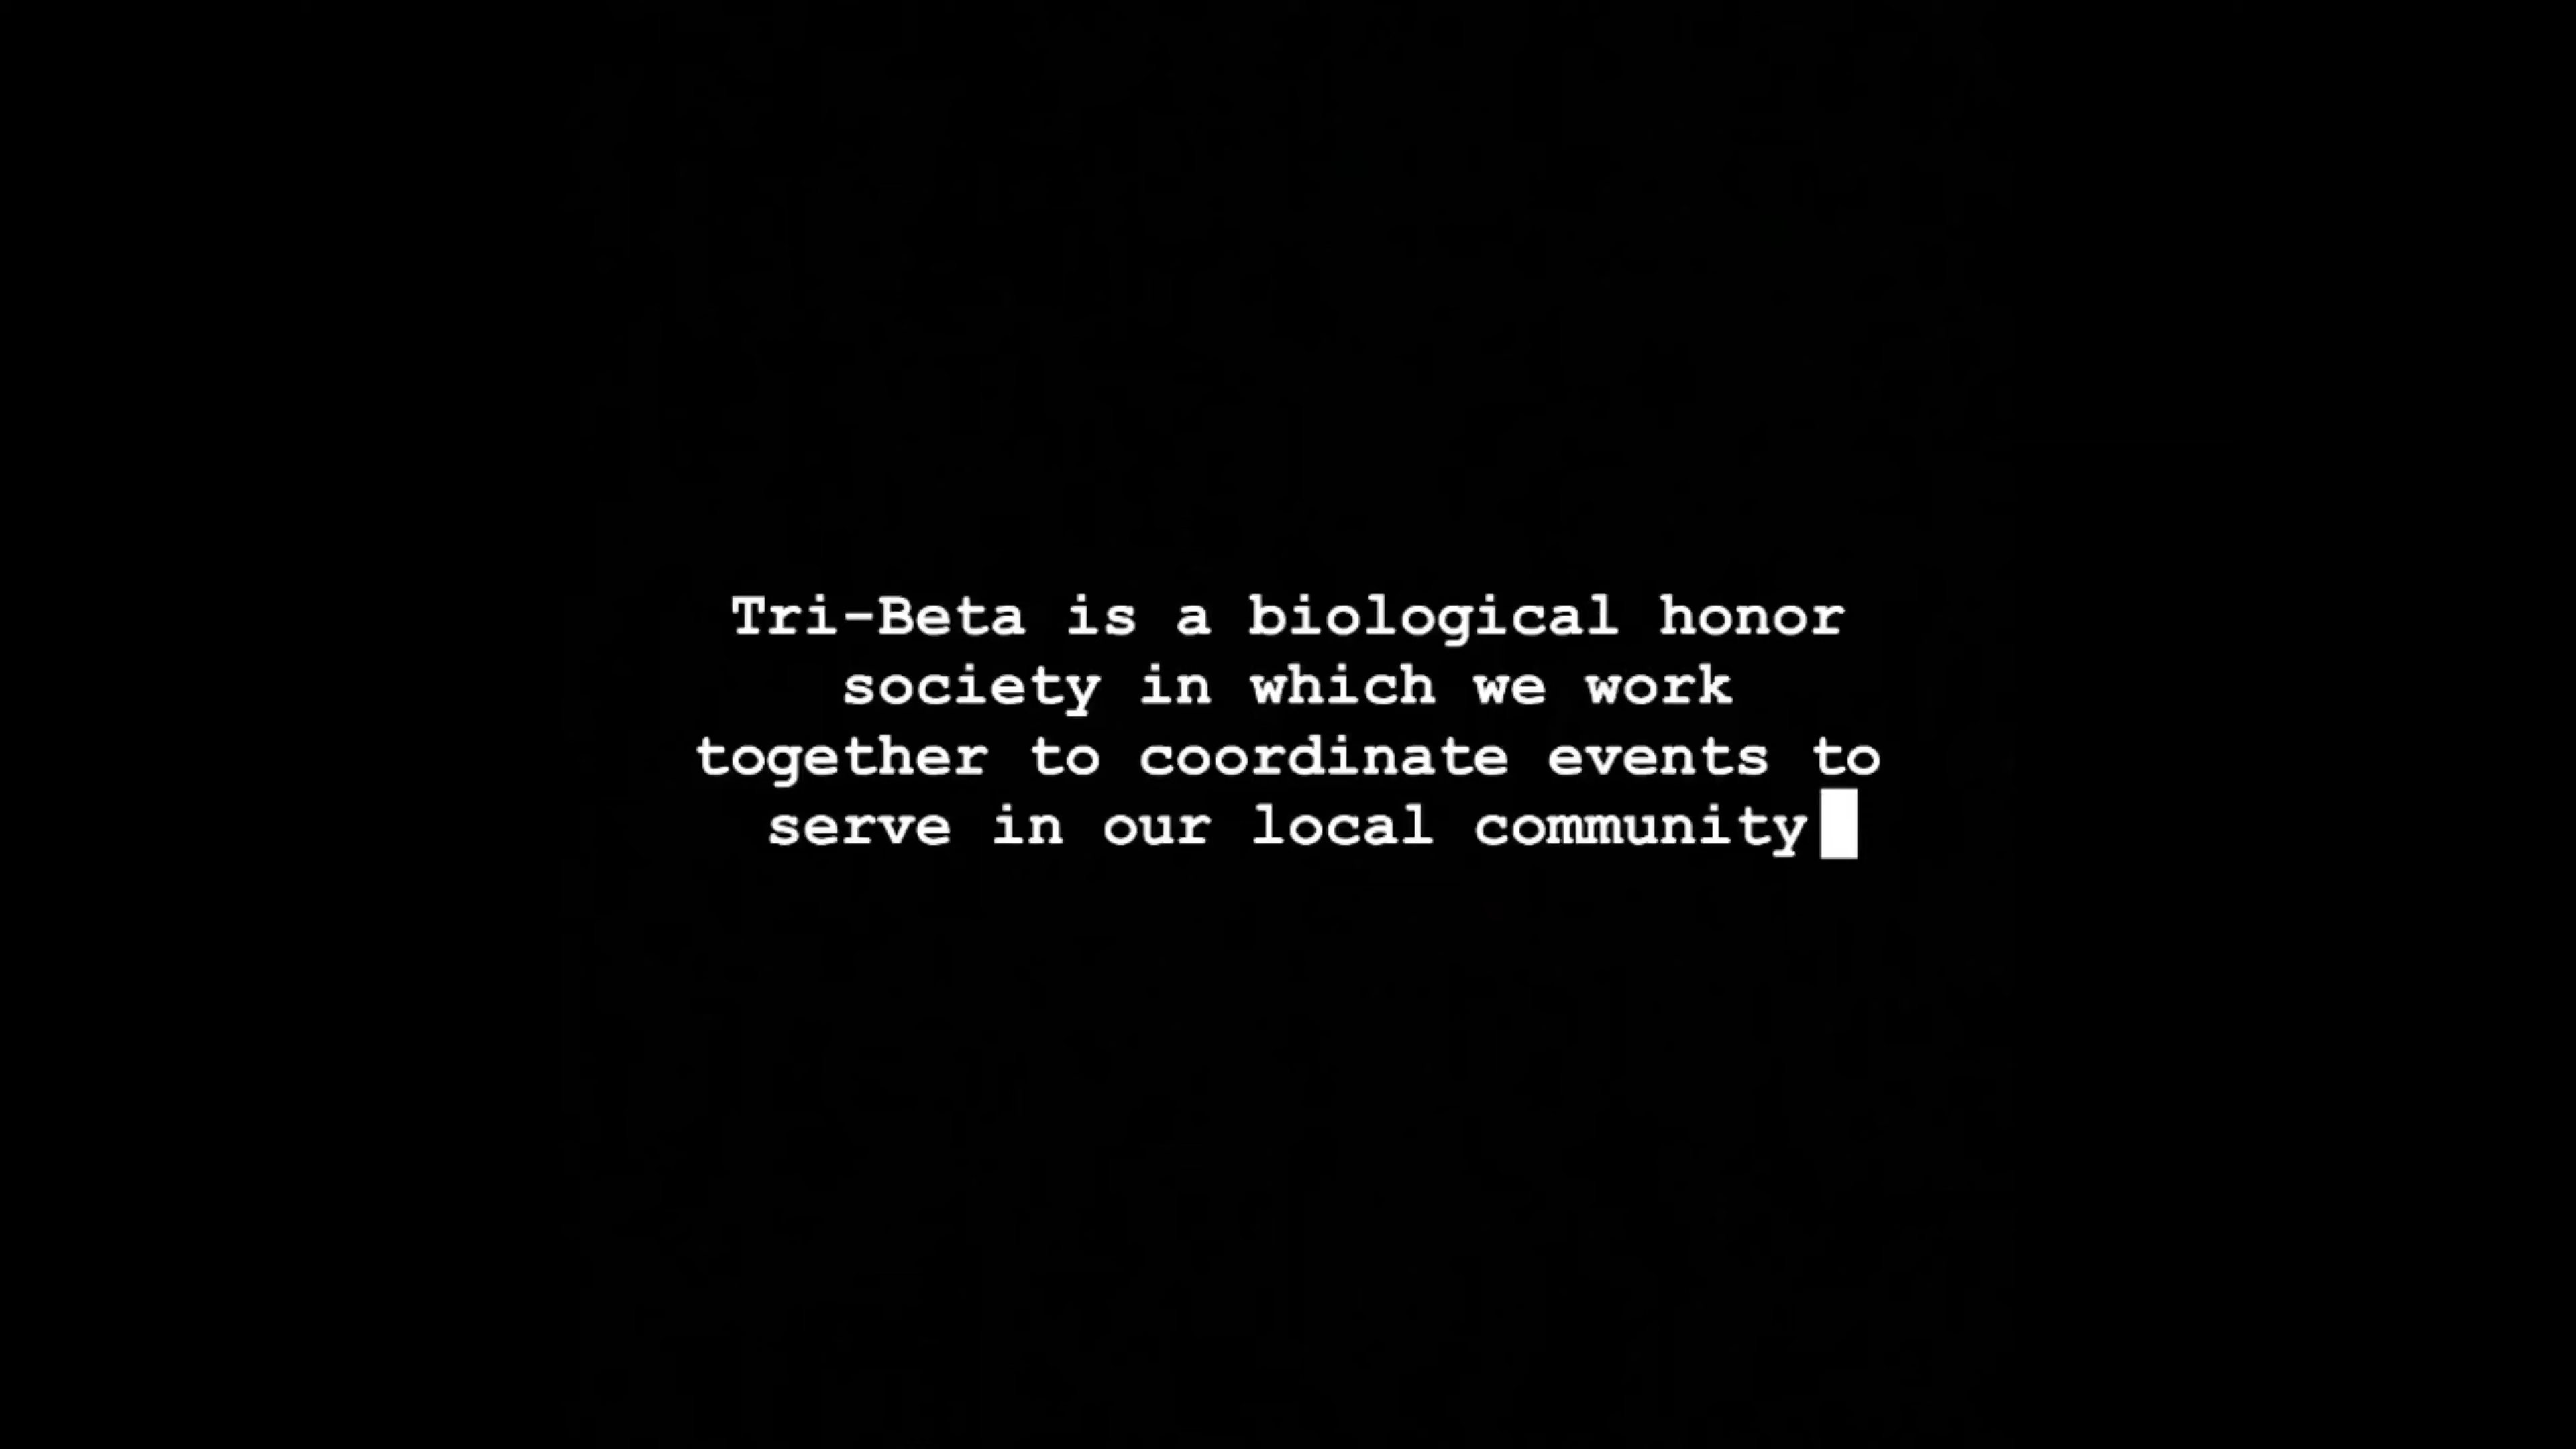 Tri-Beta is a biological honor
society in which we work
together to coordinate events to
serve in our local community